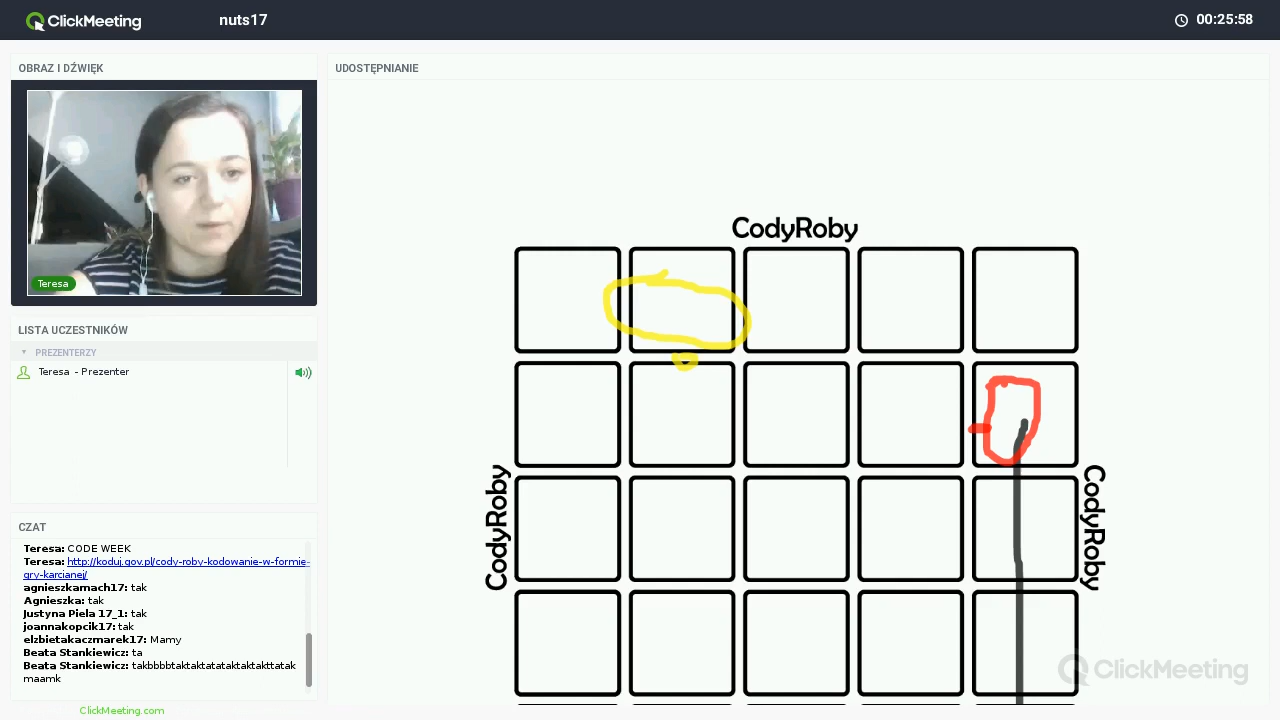 ClickMeeting
nuts17
00:25:58
OBRAZ I DŹWIĘK
Teresa
LISTA UCZESTNIKÓW
PREZENTERZY
Teresa - Prezenter
CZAT
Teresa: CODE WEEK
Teresa: http://koduj.gov.pl/cody-roby-kodowanie-w-formie-
gry-karcianej/
agnieszkamach17: tak
Agnieszka: tak
Justyna Piela 17_1: tak
joannakopcik17: tak
elzbietakaczmarek17: Mamy
Beata Stankiewicz: ta
Beata Stankiewicz: takbbbbtaktaktatataktaktakttatak
maamk
ClickMeeting.com
UDOSTĘPNIANIE
CodyRoby
CodyRoby
CodyRoby
ClickMeeting